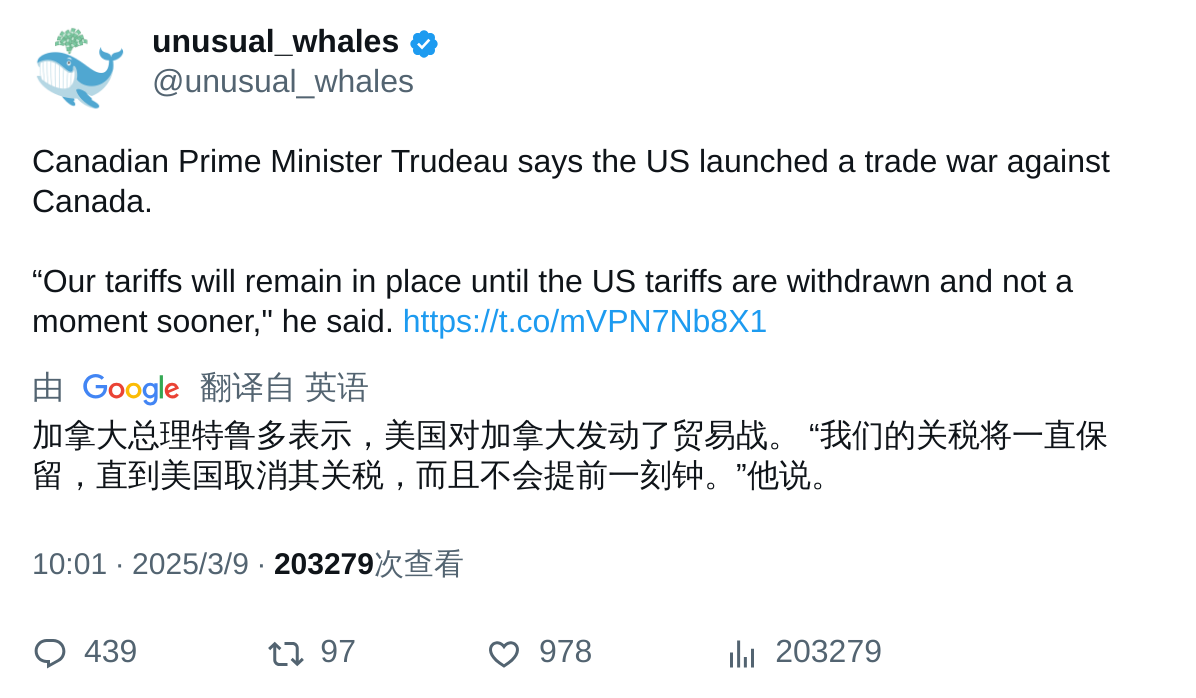 unusual_whales
@unusual_whales
Canadian Prime Minister Trudeau says the US launched a trade war against
Canada.
“Our tariffs will remain in place until the US tariffs are withdrawn and not a
moment sooner," he said. https://t.co/mVPN7Nb8X1
由 Google 翻译自 英语
加拿大总理特鲁多表示，美国对加拿大发动了贸易战。 “我们的关税将一直保
留，直到美国取消其关税，而且不会提前一刻钟。”他说。
10:01 · 2025/3/9 · 203279次查看
439 97 978 203279